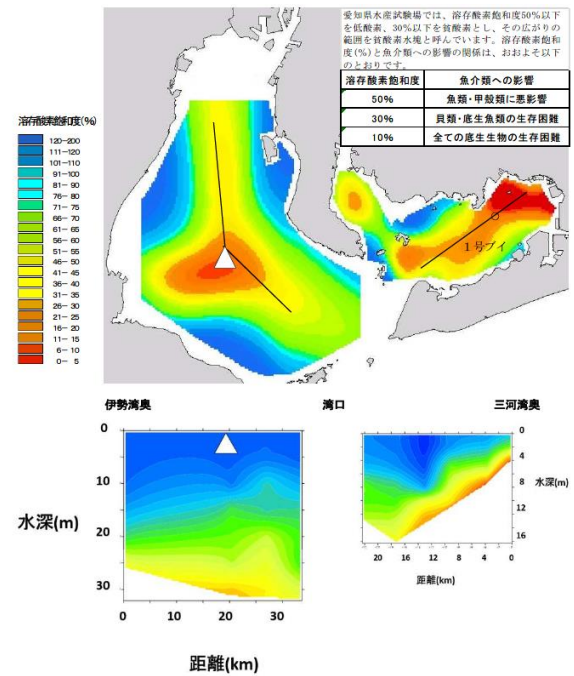 愛知県水産試験場では、溶存酸素飽和度50%以下
を低酸素、30%以下を貧酸素とし、その広がりの
範囲を貧酸素水塊と呼んでいます。溶存酸素飽和
度(%)と魚介類への影響の関係は、おおよそ以下
のとおりです。
溶存酸素飽和度 魚介類への影響
50% 魚類・甲殻類に悪影響
30% 貝類・底生魚類の生存困難
10% 全ての底生生物の生存困難
溶存酸素飽和度(%)
120-200
111-120
101-110
91-100
81- 90
76- 80
71- 75
66- 70
61- 65
56- 60
51- 55
46- 50
41- 45
36- 40
31- 35
26- 30
21- 25
16- 20
11- 15
6- 10
0- 5
1号ブイ
伊勢湾奥 湾口 三河湾奥
水深(m)
0
10
20
30
0 10 20 30
距離(km)
0
4
8
12
16
水深(m)
20 16 12 8 4 0
距離(km)